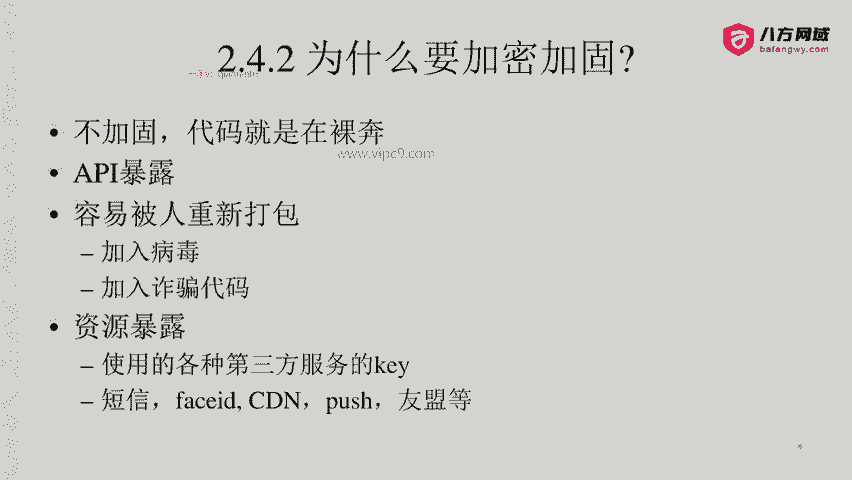 八方网域
bafangwy.com
2.4.2 为什么要加密加固?
• 不加固，代码就是在裸奔
www.vipc9.com
• API暴露
• 容易被人重新打包
– 加入病毒
– 加入诈骗代码
• 资源暴露
– 使用的各种第三方服务的key
– 短信，faceid, CDN，push，友盟等
*